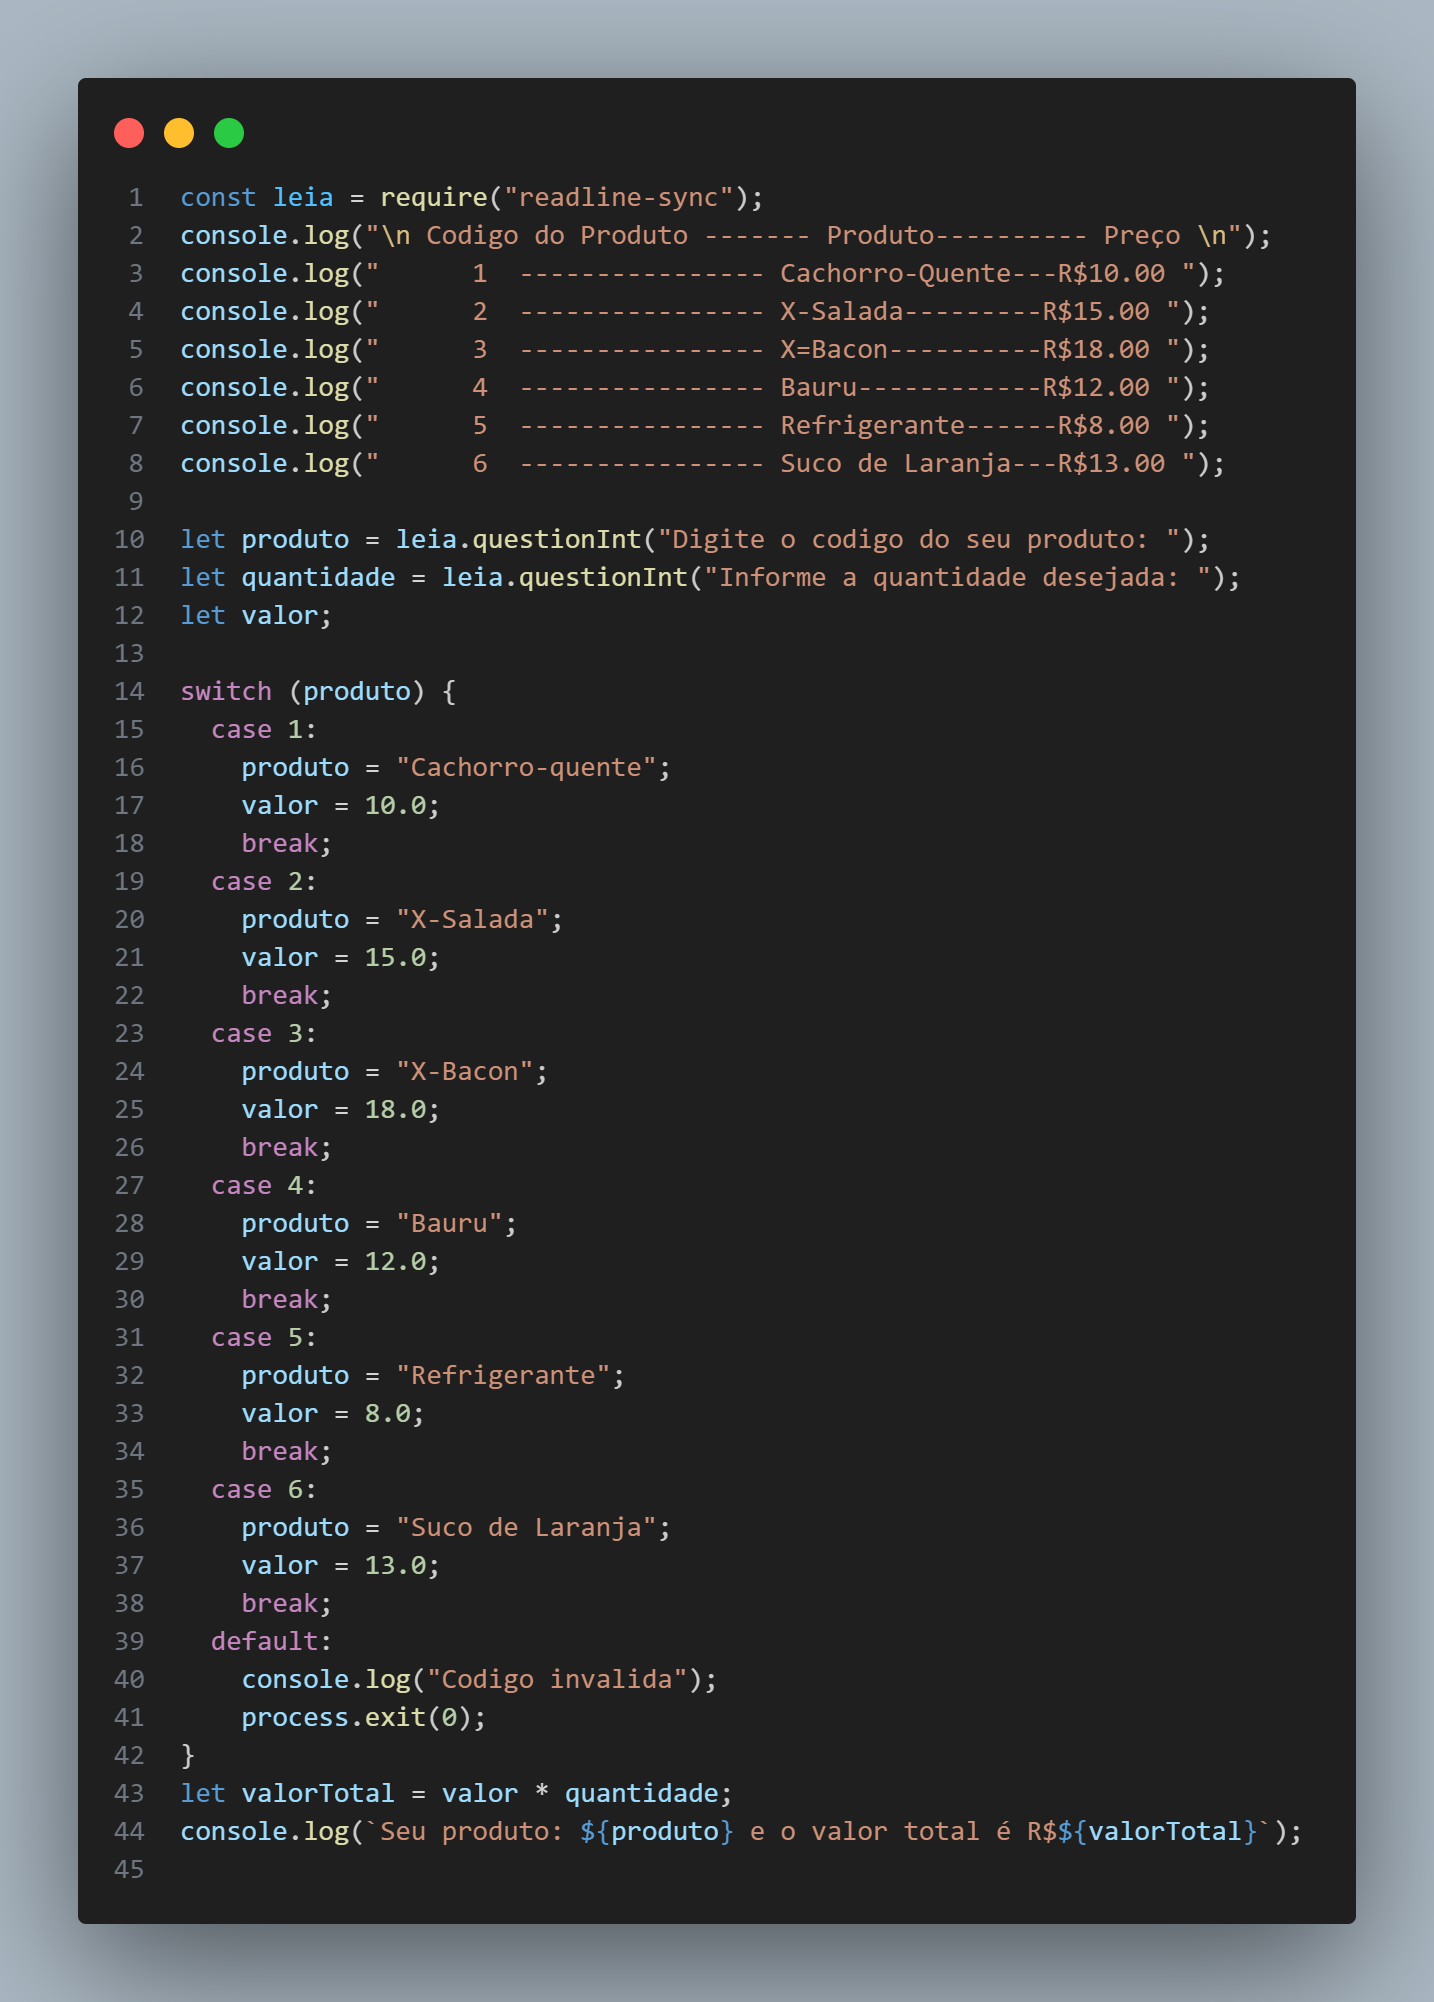 1 const leia = require("readline-sync");
2 console.log("\n Codigo do Produto ------- Produto---------- Preço \n");
3 console.log("      1  ---------------- Cachorro-Quente---R$10.00 ");
4 console.log("      2  ---------------- X-Salada---------R$15.00 ");
5 console.log("      3  ---------------- X=Bacon----------R$18.00 ");
6 console.log("      4  ---------------- Bauru------------R$12.00 ");
7 console.log("      5  ---------------- Refrigerante------R$8.00 ");
8 console.log("      6  ---------------- Suco de Laranja---R$13.00 ");
9
10 let produto = leia.questionInt("Digite o codigo do seu produto: ");
11 let quantidade = leia.questionInt("Informe a quantidade desejada: ");
12 let valor;
13
14 switch (produto) {
15   case 1:
16     produto = "Cachorro-quente";
17     valor = 10.0;
18     break;
19   case 2:
20     produto = "X-Salada";
21     valor = 15.0;
22     break;
23   case 3:
24     produto = "X-Bacon";
25     valor = 18.0;
26     break;
27   case 4:
28     produto = "Bauru";
29     valor = 12.0;
30     break;
31   case 5:
32     produto = "Refrigerante";
33     valor = 8.0;
34     break;
35   case 6:
36     produto = "Suco de Laranja";
37     valor = 13.0;
38     break;
39   default:
40     console.log("Codigo invalida");
41     process.exit(0);
42 }
43 let valorTotal = valor * quantidade;
44 console.log(`Seu produto: ${produto} e o valor total é R$${valorTotal}`);
45